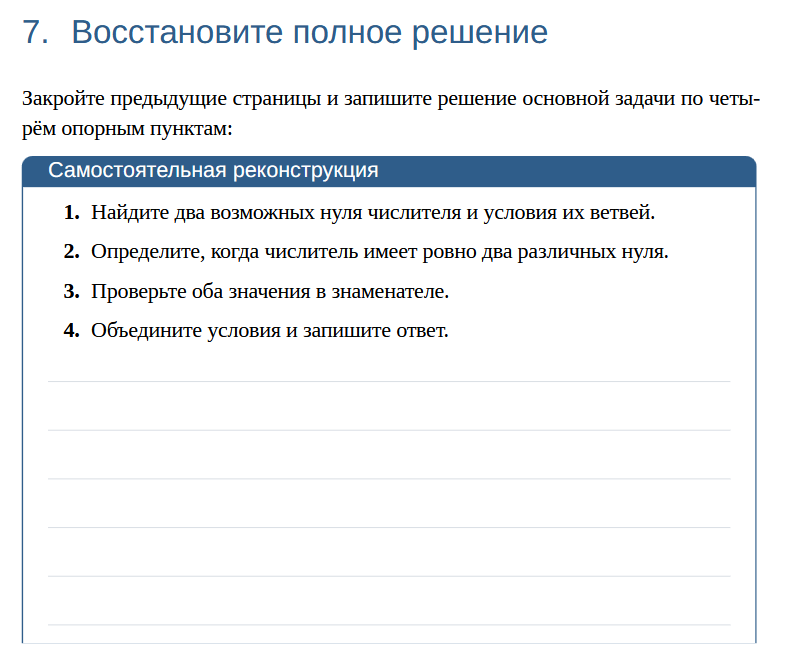 7. Восстановите полное решение
Закройте предыдущие страницы и запишите решение основной задачи по четы-
рём опорным пунктам:
Самостоятельная реконструкция
1. Найдите два возможных нуля числителя и условия их ветвей.
2. Определите, когда числитель имеет ровно два различных нуля.
3. Проверьте оба значения в знаменателе.
4. Объедините условия и запишите ответ.